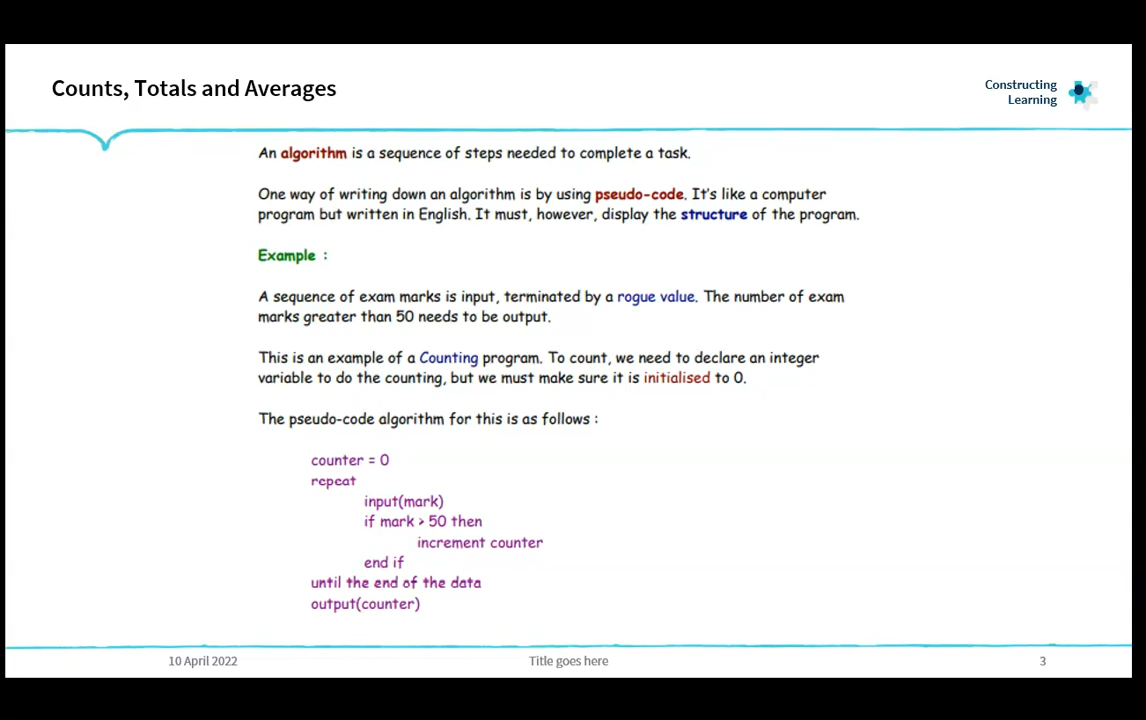 Counts, Totals and Averages
Constructing
Learning
An algorithm is a sequence of steps needed to complete a task.
One way of writing down an algorithm is by using pseudo-code. It's like a computer
program but written in English. It must, however, display the structure of the program.
Example :
A sequence of exam marks is input, terminated by a rogue value. The number of exam
marks greater than 50 needs to be output.
This is an example of a Counting program. To count, we need to declare an integer
variable to do the counting, but we must make sure it is initialised to 0.
The pseudo-code algorithm for this is as follows :
counter = 0
repeat
input(mark)
if mark > 50 then
increment counter
end if
until the end of the data
output(counter)
10 April 2022
Title goes here
3